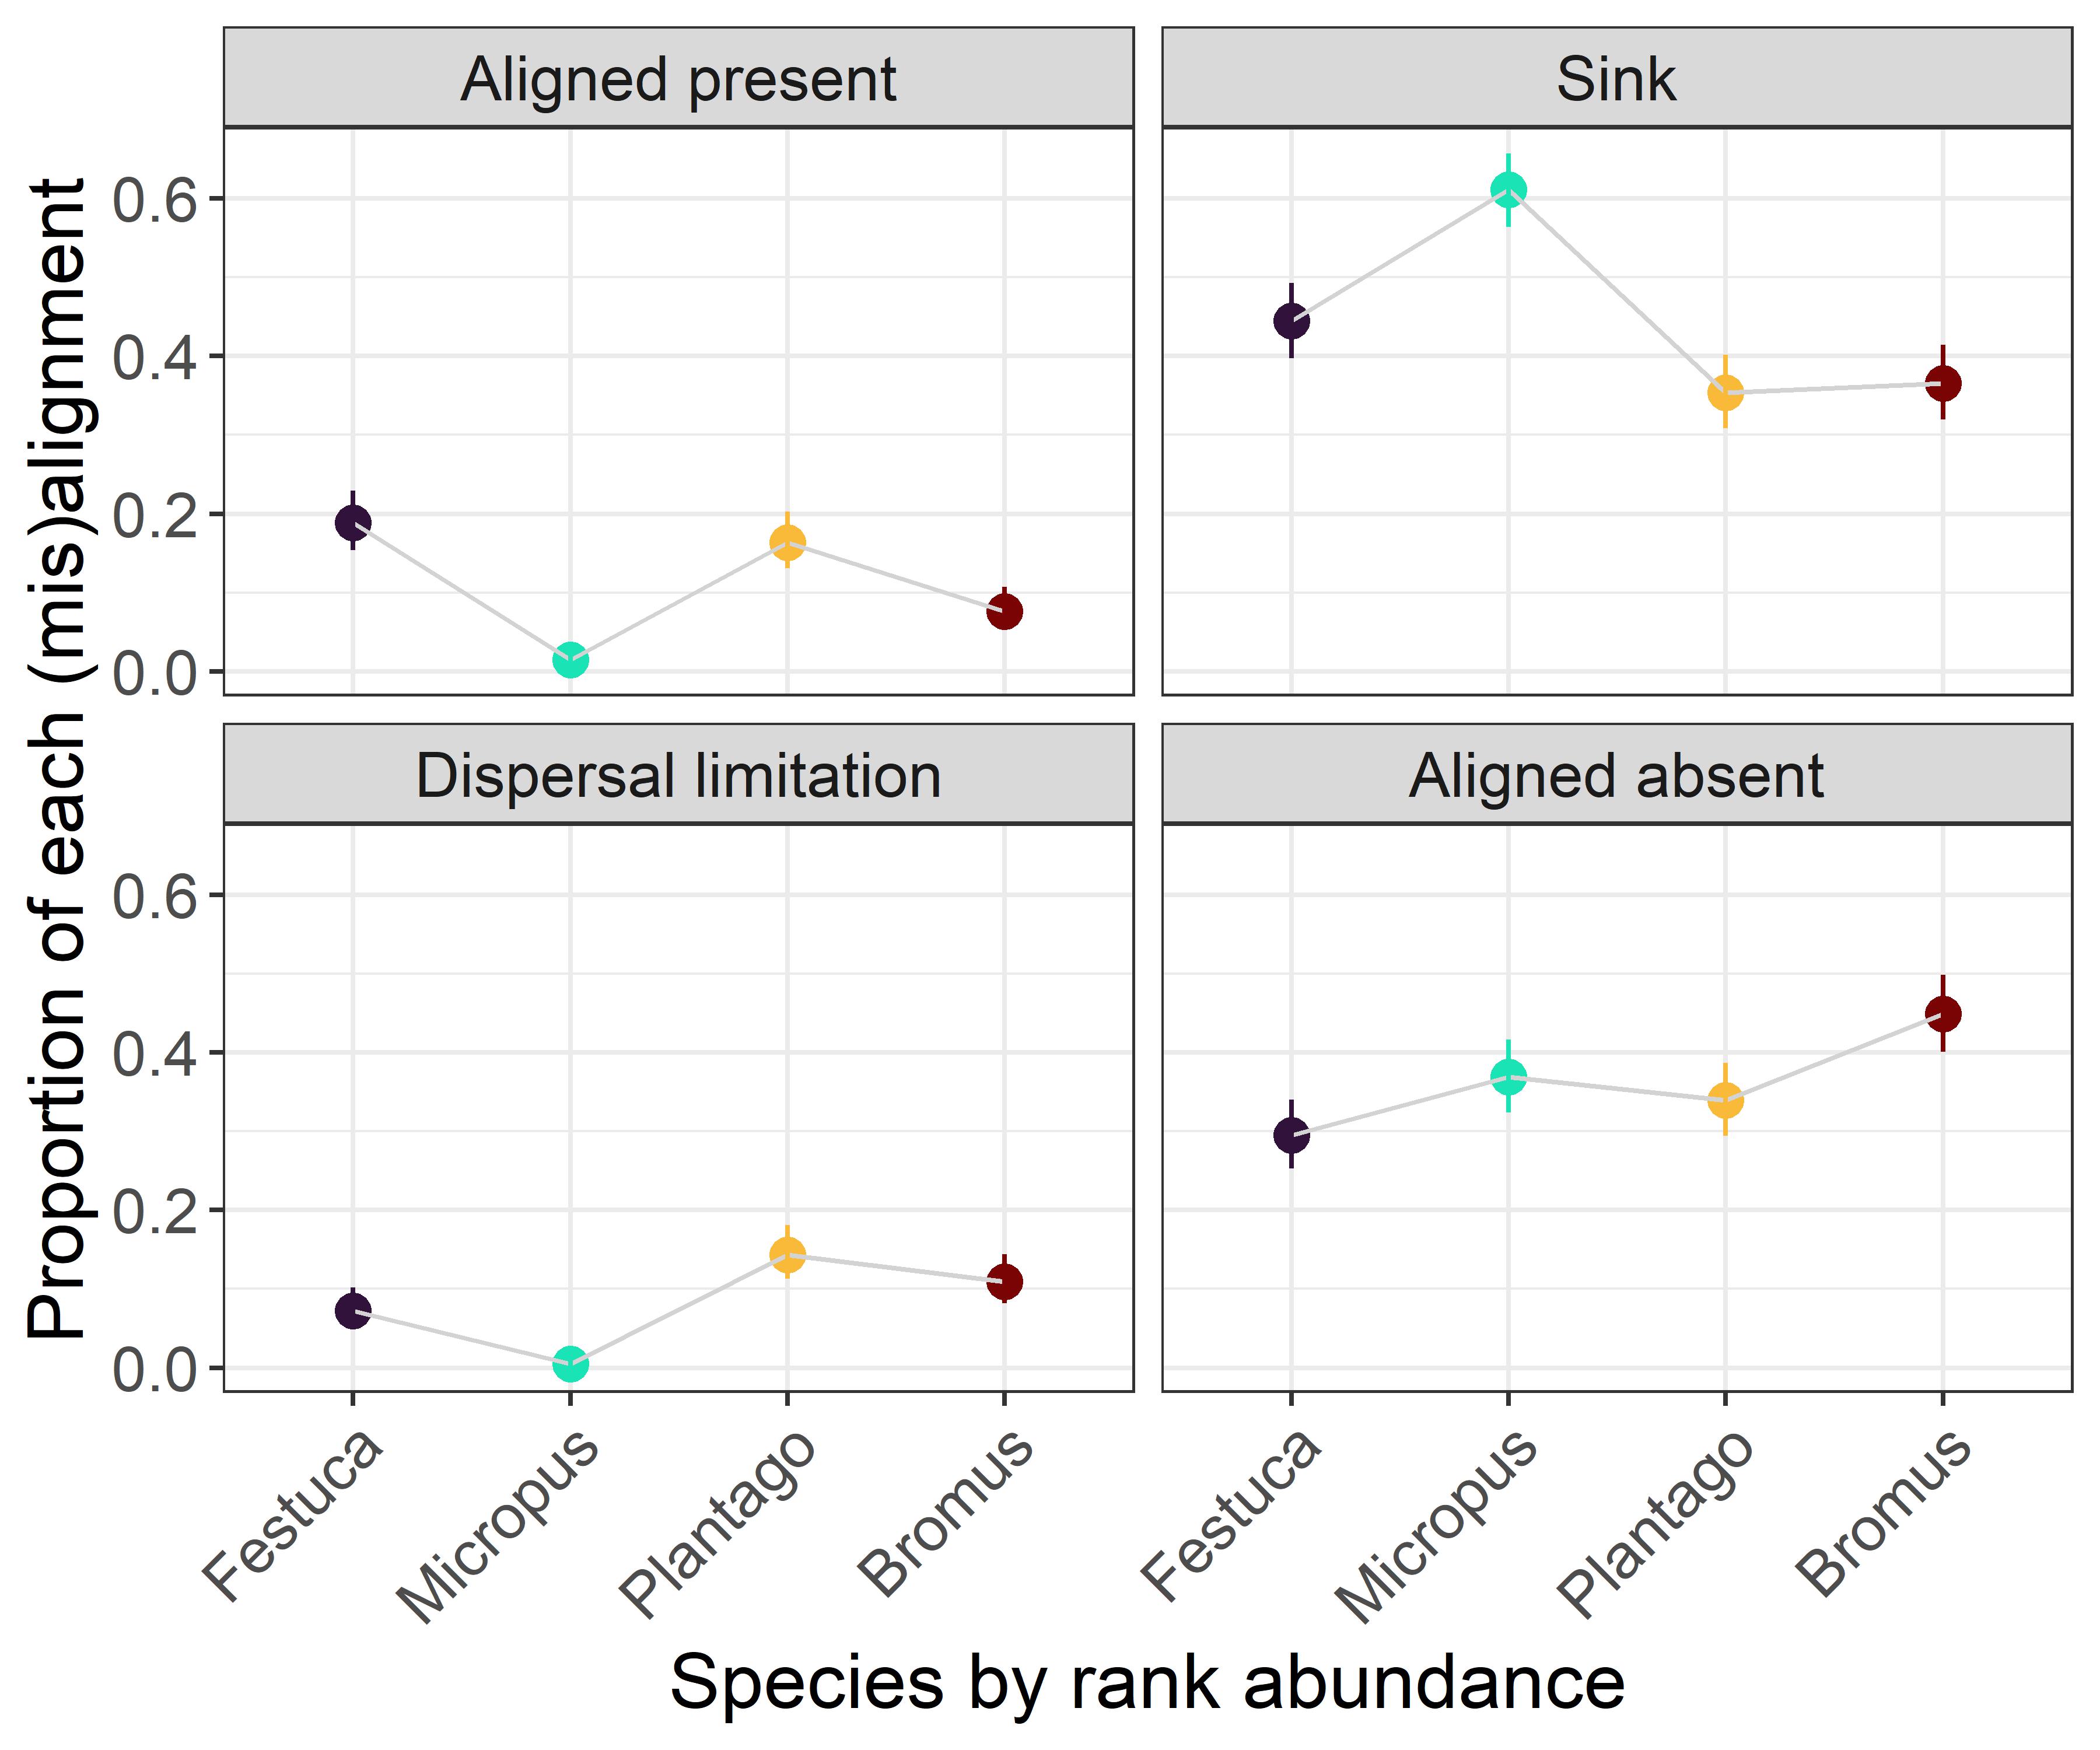 Aligned present
Sink
0.6
0.4
0.2
0.0
Dispersal limitation
Aligned absent
0.6
0.4
0.2
0.0
Proportion of each (mis)alignment
Festuca
Micropus
Plantago
Bromus
Festuca
Micropus
Plantago
Bromus
Species by rank abundance